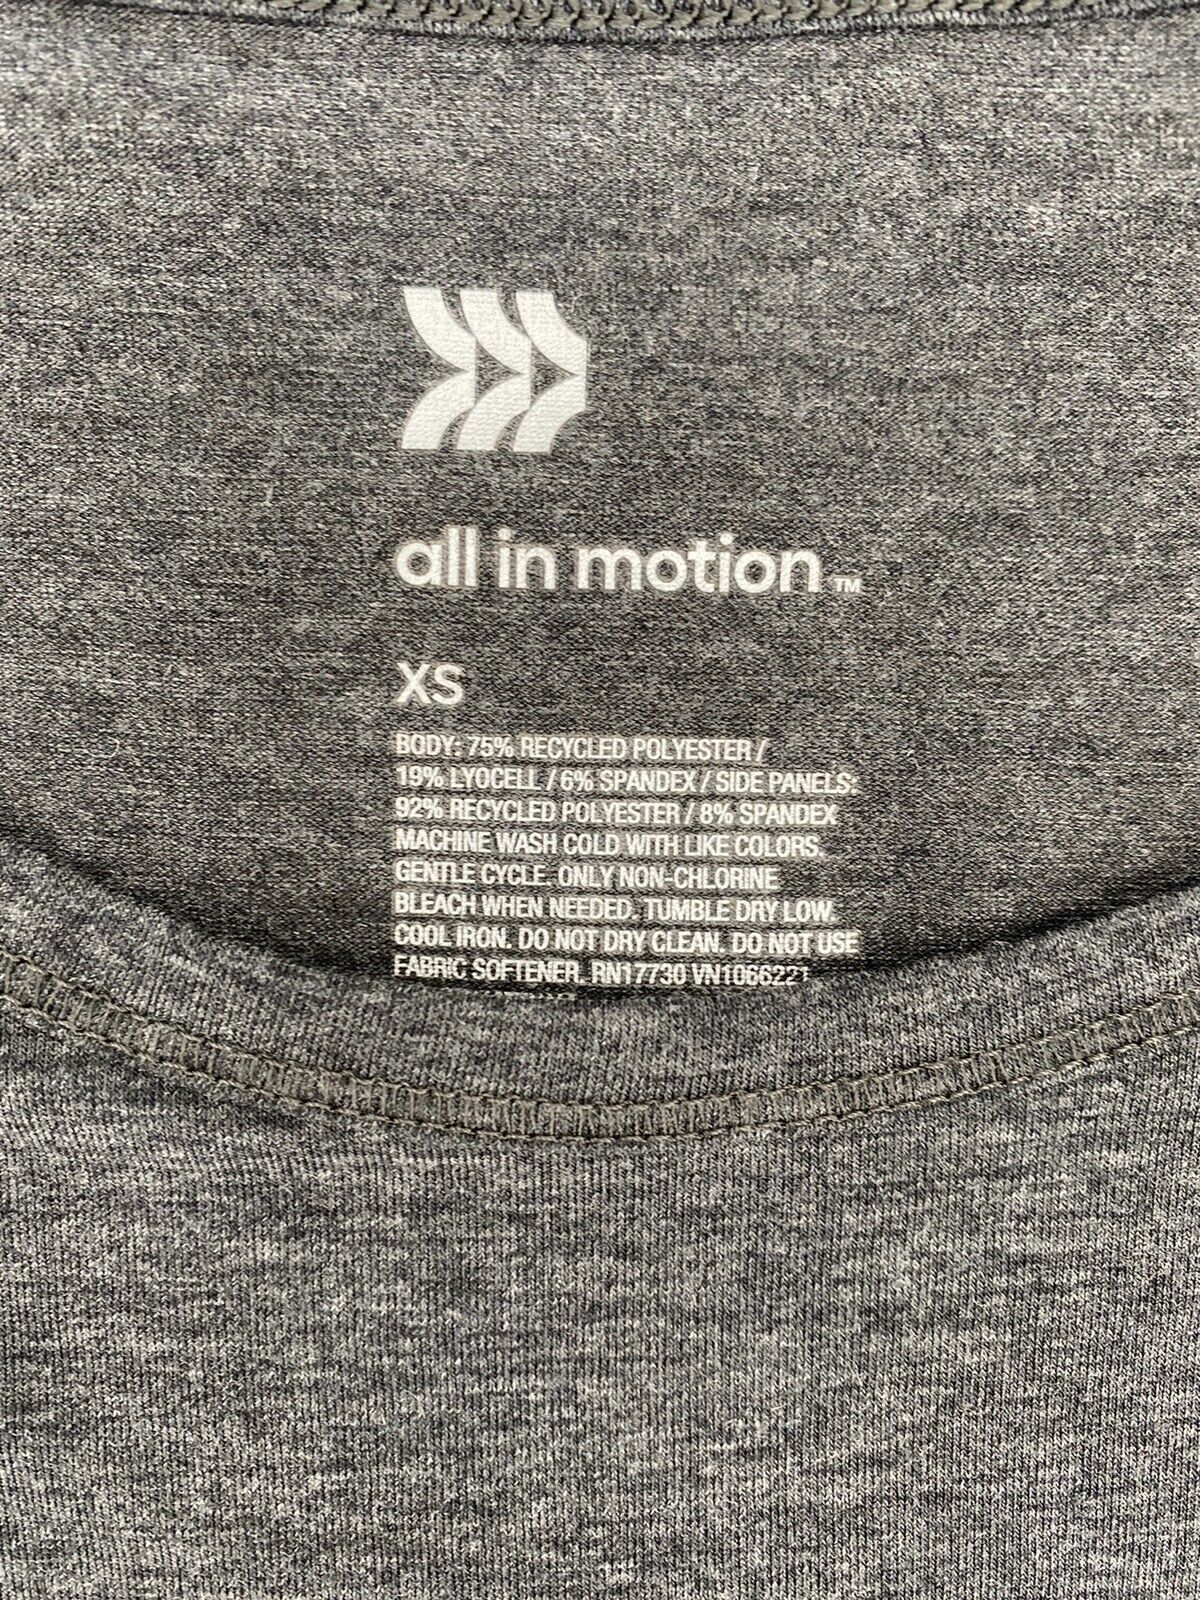 all in motion™
XS
BODY: 75% RECYCLED POLYESTER /
19% LYOCELL / 6% SPANDEX / SIDE PANELS:
92% RECYCLED POLYESTER / 8% SPANDEX
MACHINE WASH COLD WITH LIKE COLORS.
GENTLE CYCLE. ONLY NON-CHLORINE
BLEACH WHEN NEEDED. TUMBLE DRY LOW.
COOL IRON. DO NOT DRY CLEAN. DO NOT USE
FABRIC SOFTENER. RN17730 VN1066221